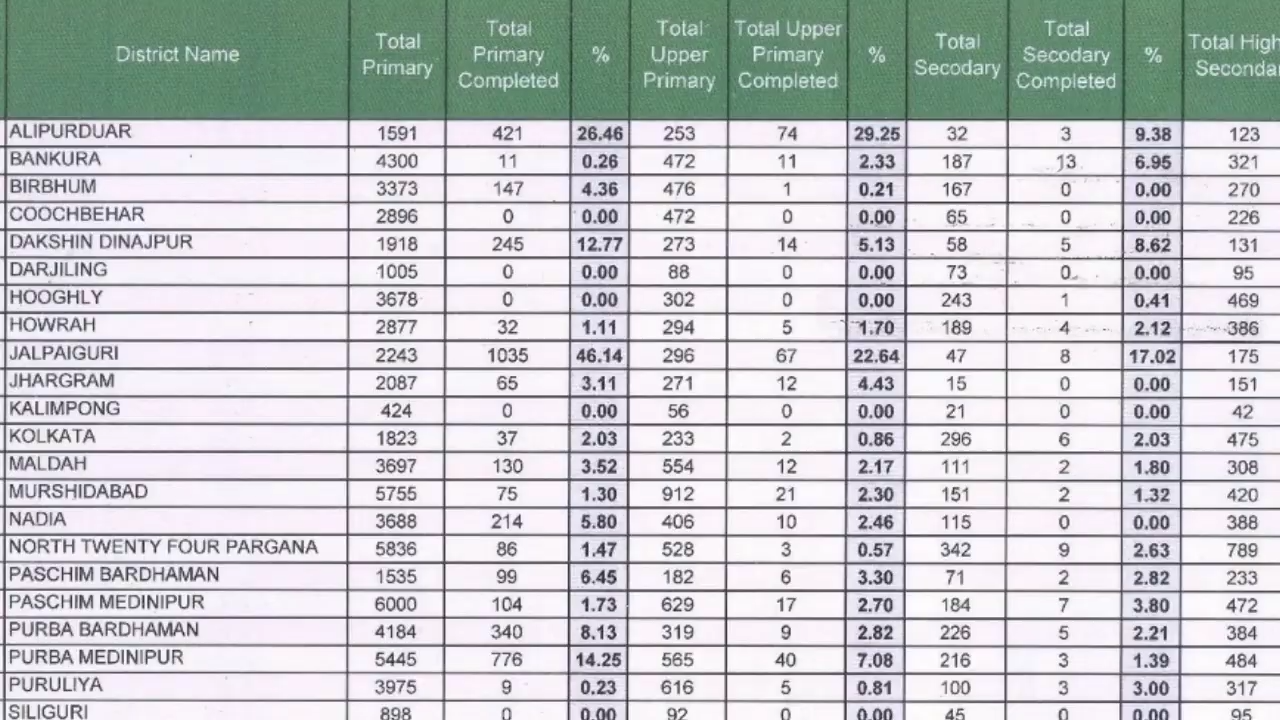 District Name Total Primary Total Primary Completed % Total Upper Primary Total Upper Primary Completed % Total Secodary Total Secodary Completed % Total High Secondar
ALIPURDUAR 1591 421 26.46 253 74 29.25 32 3 9.38 123
BANKURA 4300 11 0.26 472 11 2.33 187 13 6.95 321
BIRBHUM 3373 147 4.36 476 1 0.21 167 0 0.00 270
COOCHBEHAR 2896 0 0.00 472 0 0.00 65 0 0.00 226
DAKSHIN DINAJPUR 1918 245 12.77 273 14 5.13 58 5 8.62 131
DARJILING 1005 0 0.00 88 0 0.00 73 0 0.00 95
HOOGHLY 3678 0 0.00 302 0 0.00 243 1 0.41 469
HOWRAH 2877 32 1.11 294 5 1.70 189 4 2.12 386
JALPAIGURI 2243 1035 46.14 296 67 22.64 47 8 17.02 175
JHARGRAM 2087 65 3.11 271 12 4.43 15 0 0.00 151
KALIMPONG 424 0 0.00 56 0 0.00 21 0 0.00 42
KOLKATA 1823 37 2.03 233 2 0.86 296 6 2.03 475
MALDAH 3697 130 3.52 554 12 2.17 111 2 1.80 308
MURSHIDABAD 5755 75 1.30 912 21 2.30 151 2 1.32 420
NADIA 3688 214 5.80 406 10 2.46 115 0 0.00 388
NORTH TWENTY FOUR PARGANA 5836 86 1.47 528 3 0.57 342 9 2.63 789
PASCHIM BARDHAMAN 1535 99 6.45 182 6 3.30 71 2 2.82 233
PASCHIM MEDINIPUR 6000 104 1.73 629 17 2.70 184 7 3.80 472
PURBA BARDHAMAN 4184 340 8.13 319 9 2.82 226 5 2.21 384
PURBA MEDINIPUR 5445 776 14.25 565 40 7.08 216 3 1.39 484
PURULIYA 3975 9 0.23 616 5 0.81 100 3 3.00 317
SILIGURI 898 0 0.00 92 0 0.00 45 0 0.00 95